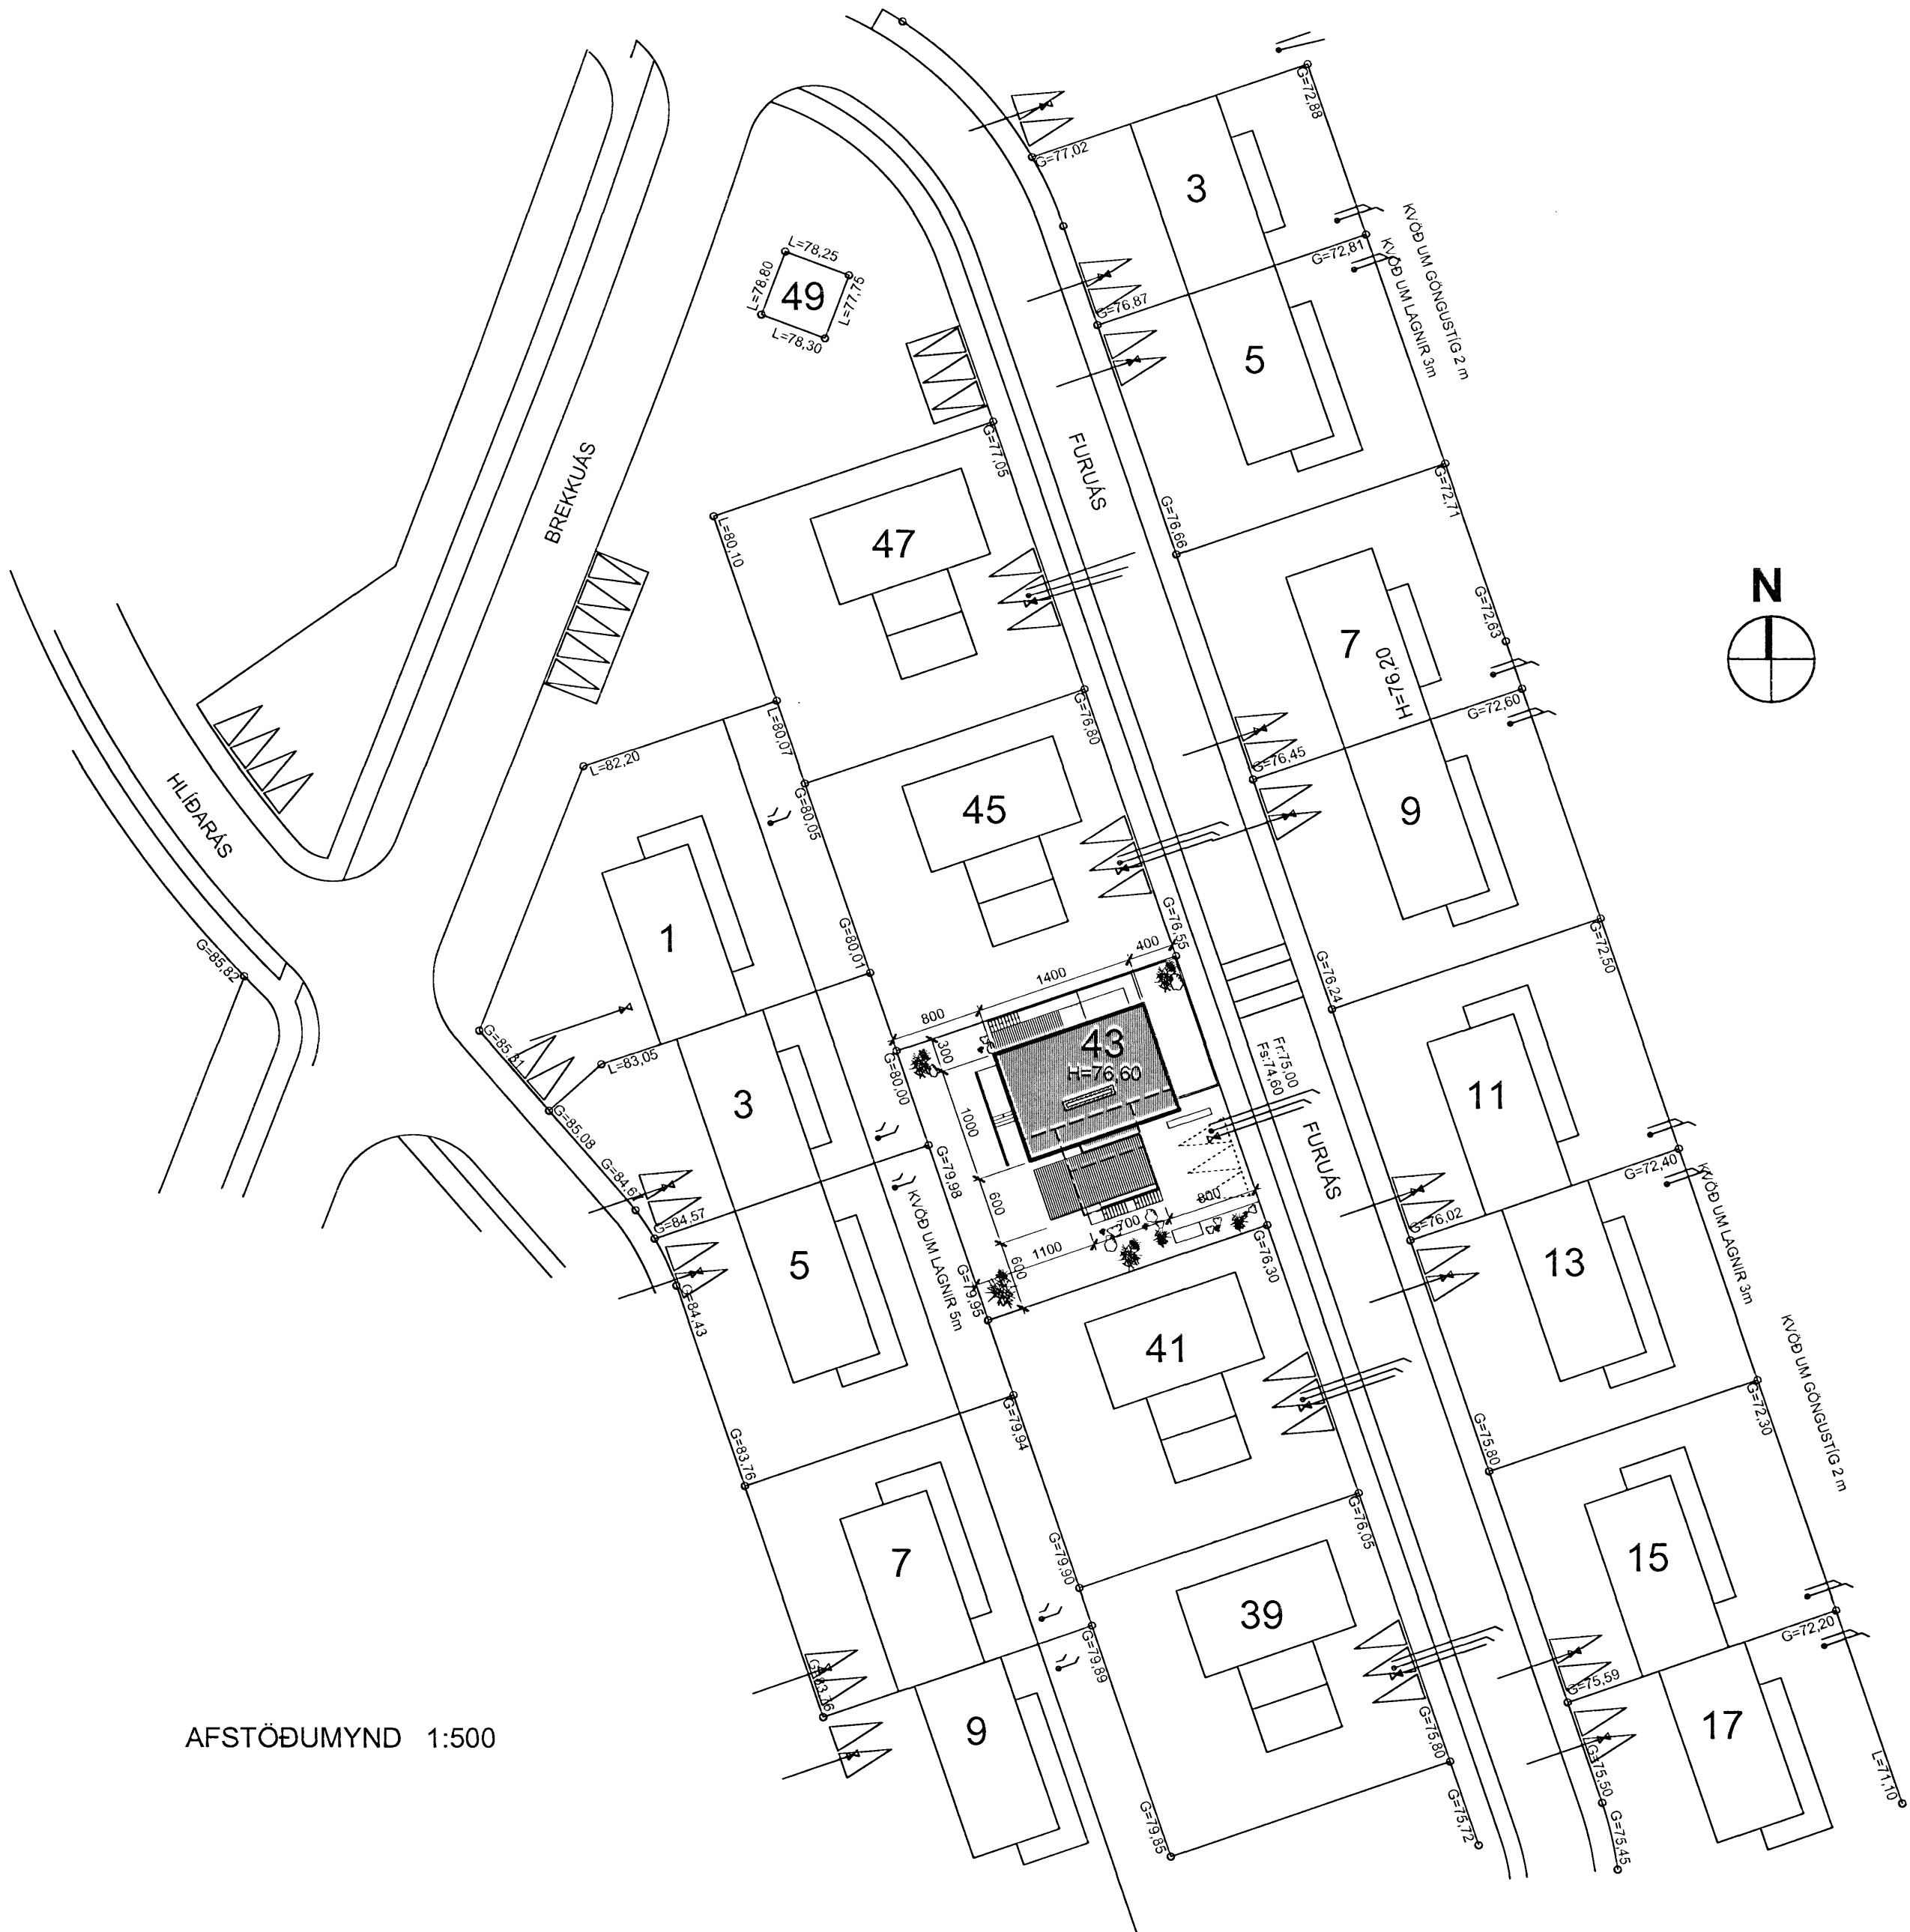 G=72,88
G=77,02
3
KVÖÐ UM GÖNGUSTÍG 2 m
KVÖÐ UM LAGNIR 3m
G=72,81
L=78,25
L=78,80
49
L=77,75
L=78,30
G=76,87
5
BREKKUÁS
FURUÁS
G=77,05
G=72,71
L=80,10
47
G=76,66
N
7
H=76,20
G=72,63
G=76,80
G=72,60
L=80,07
L=82,20
G=76,45
HLÍÐARÁS
G=80,05
45
9
1
G=85,82
G=80,01
G=76,55
G=72,50
400
1400
800
G=76,24
300
43
H=76,60
Fr:75,00
Fs:74,60
G=85,31
L=83,05
G=80,00
3
11
G=85,08
1000
FURUÁS
G=79,98
G=72,40
KVÖÐ UM LAGNIR 3m
G=84,57
600
800
700
1100
G=76,02
5
KVÖÐ UM LAGNIR 5m
G=76,30
13
600
G=79,95
G=84,43
41
KVÖÐ UM GÖNGUSTÍG 2 m
G=72,30
G=79,94
G=83,76
G=75,80
G=76,05
7
15
G=79,90
39
G=72,20
G=79,89
G=83,76
G=75,59
9
17
AFSTÖÐUMYND 1:500
G=75,80
G=75,50
L=71,10
G=75,72
G=79,85
G=75,45